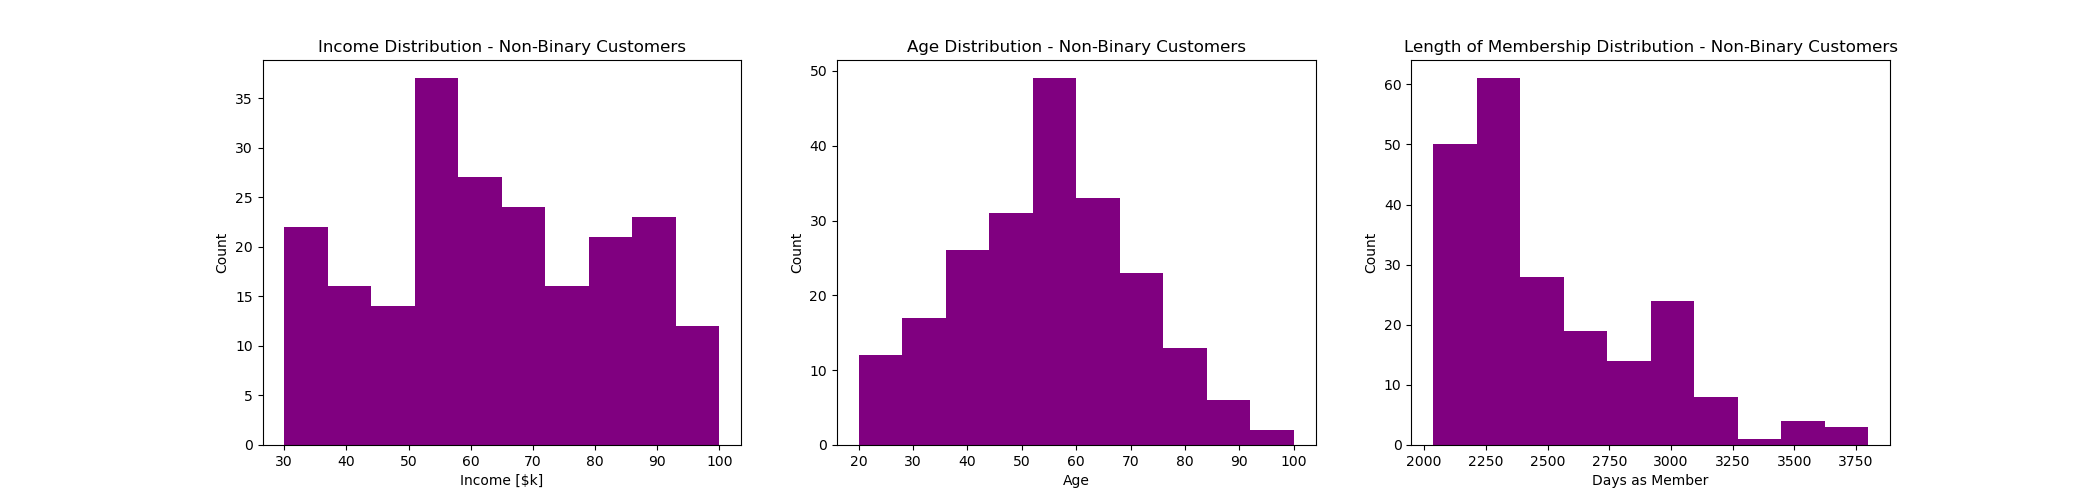 Income Distribution - Non-Binary Customers
35
30
25
20
15
10
5
0
Count
30 40 50 60 70 80 90 100
Income [$k]
Age Distribution - Non-Binary Customers
50
40
30
20
10
0
Count
20 30 40 50 60 70 80 90 100
Age
Length of Membership Distribution - Non-Binary Customers
60
50
40
30
20
10
0
Count
2000 2250 2500 2750 3000 3250 3500 3750
Days as Member